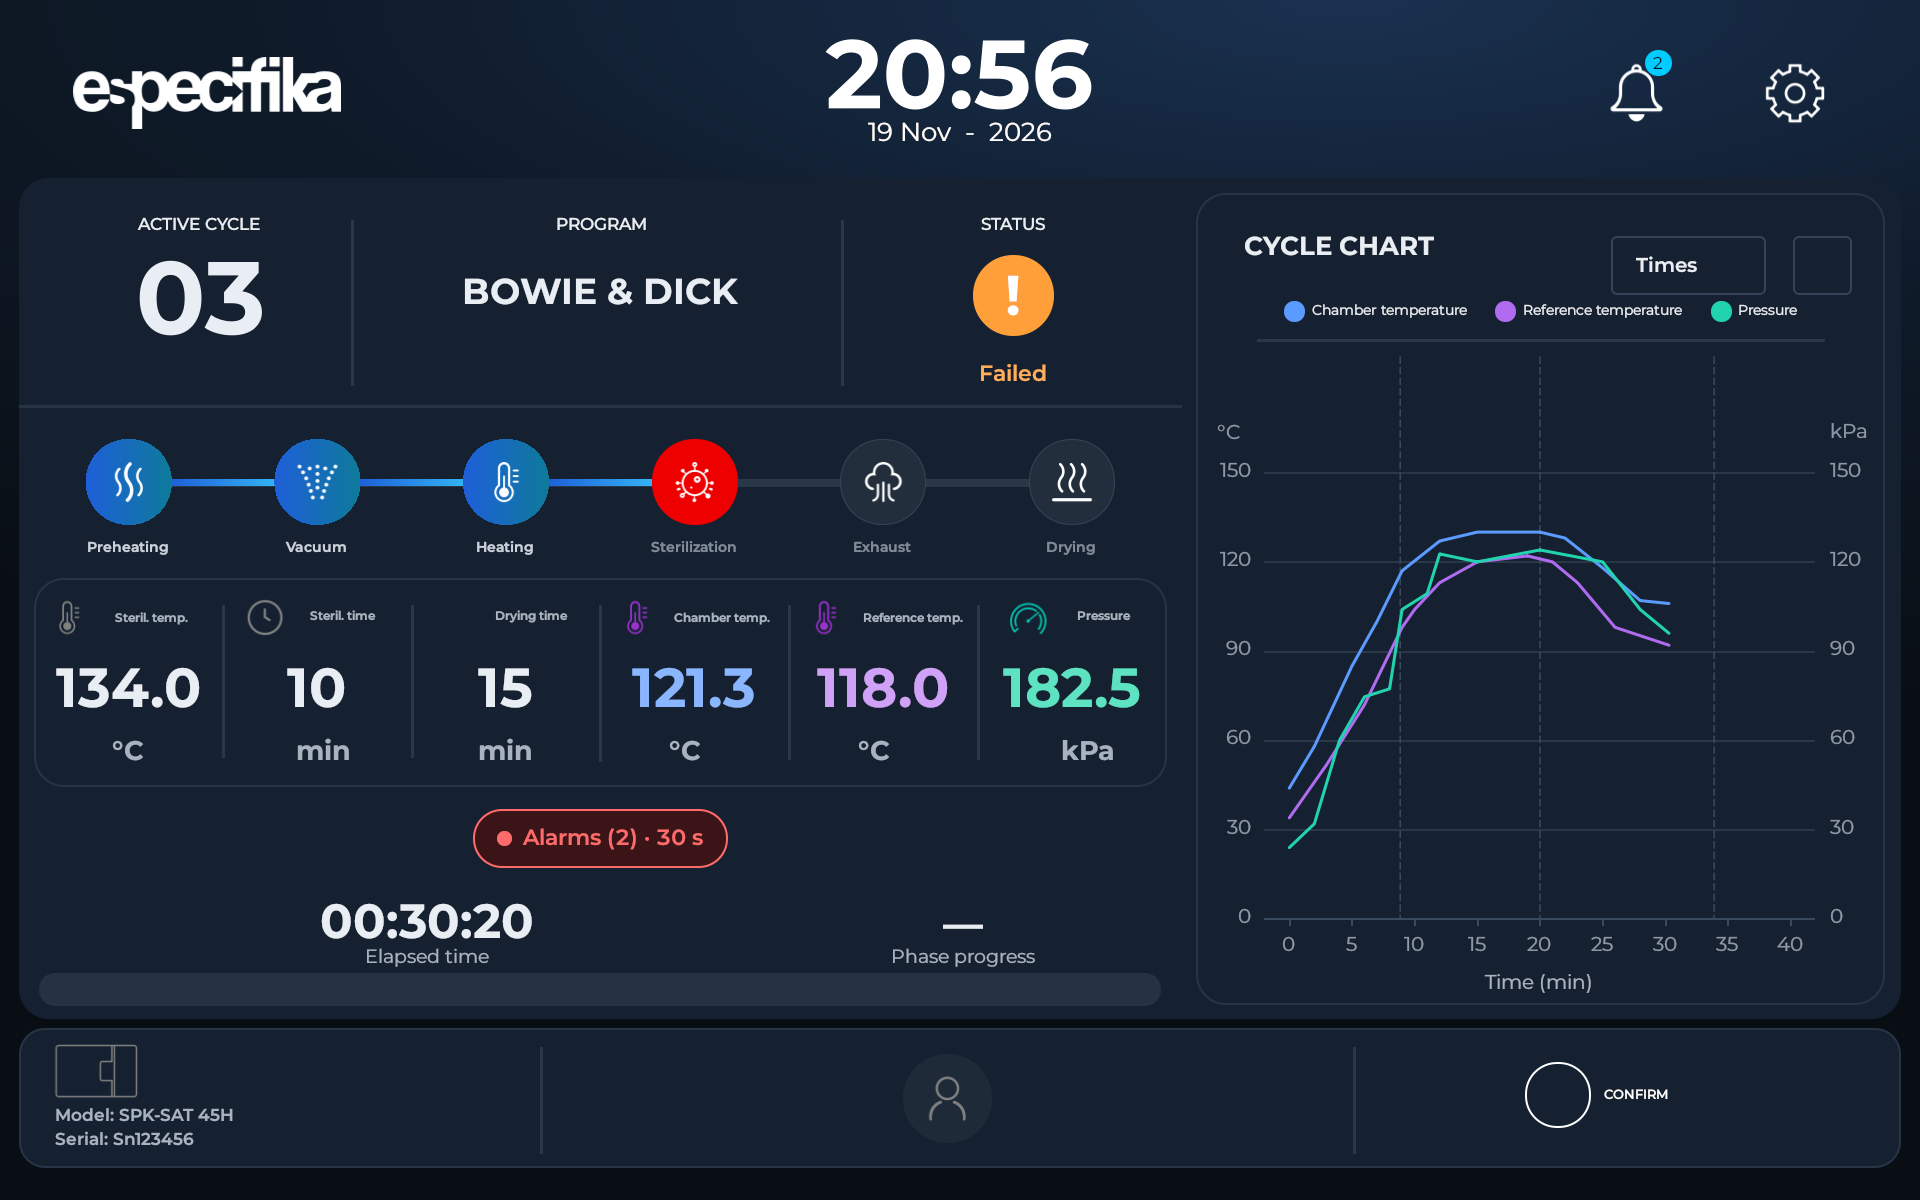 especifika
20:56
19 Nov - 2026
2
ACTIVE CYCLE
03
PROGRAM
BOWIE & DICK
STATUS
!
Failed
Preheating
Vacuum
Heating
Sterilization
Exhaust
Drying
Steril. temp.
134.0
°C
Steril. time
10
min
Drying time
15
min
Chamber temp.
121.3
°C
Reference temp.
118.0
°C
Pressure
182.5
kPa
Alarms (2) · 30 s
00:30:20
Elapsed time
—
Phase progress
CYCLE CHART
Times
Chamber temperature
Reference temperature
Pressure
°C
kPa
150
150
120
120
90
90
60
60
30
30
0
0
0 5 10 15 20 25 30 35 40
Time (min)
Model: SPK-SAT 45H
Serial: Sn123456
CONFIRM